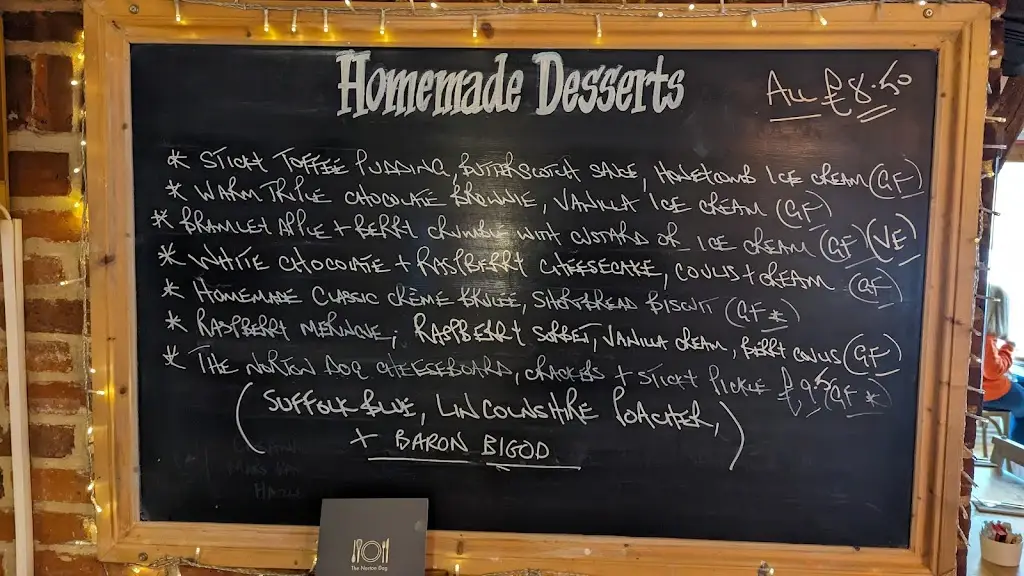 Homemade Desserts
All £8.50
* STICKY TOFFEE PUDDING, BUTTERSCOTCH SAUCE, HONEYCOMB ICE CREAM (GF)
* WARM TRIPLE CHOCOLATE BROWNIE, VANILLA ICE CREAM (GF)
* BRAMLEY APPLE + BERRY CRUMBLE WITH CUSTARD OR ICE CREAM (GF) (VE)
* WHITE CHOCOLATE + RASPBERRY CHEESECAKE, COULIS + CREAM (GF)
* HOMEMADE CLASSIC CRÈME BRULEE, SHORTBREAD BISCUIT (GF*)
* RASPBERRY MERINGUE, RASPBERRY SORBET, VANILLA CREAM, BERRY COULIS (GF)
* THE NORTON DOG CHEESEBOARD, CRACKERS + STICKY PICKLE £9.5 (GF*)
(SUFFOLK BLUE, LINCOLNSHIRE POACHER,
+ BARON BIGOD)
The Norton Dog